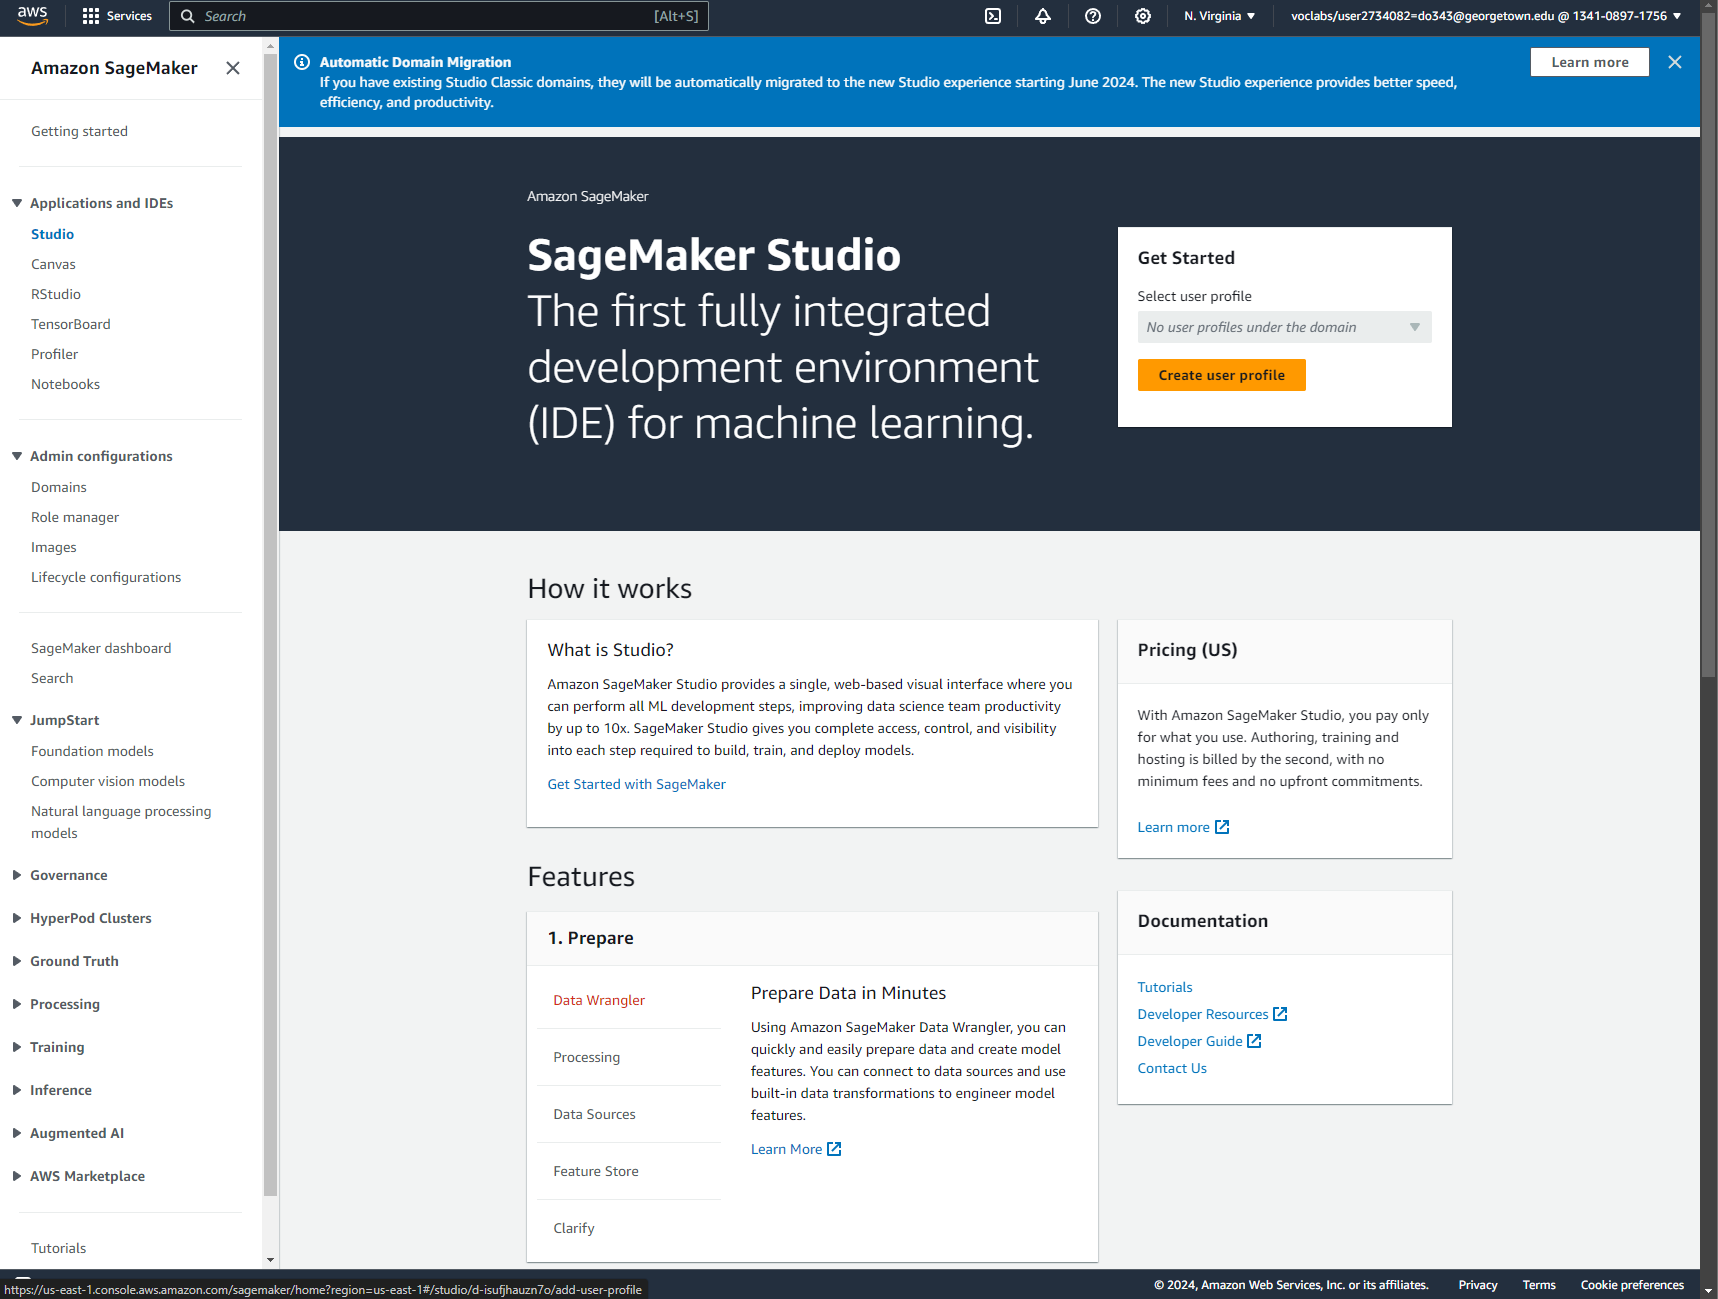 aws
Services
Search
[Alt+S]
N. Virginia
voclabs/user2734082=do343@georgetown.edu @ 1341-0897-1756
Amazon SageMaker
Getting started
Applications and IDEs
Studio
Canvas
RStudio
TensorBoard
Profiler
Notebooks
Admin configurations
Domains
Role manager
Images
Lifecycle configurations
SageMaker dashboard
Search
JumpStart
Foundation models
Computer vision models
Natural language processing
models
Governance
HyperPod Clusters
Ground Truth
Processing
Training
Inference
Augmented AI
AWS Marketplace
Tutorials
Automatic Domain Migration
If you have existing Studio Classic domains, they will be automatically migrated to the new Studio experience starting June 2024. The new Studio experience provides better speed,
efficiency, and productivity.
Learn more
Amazon SageMaker
SageMaker Studio
The first fully integrated
development environment
(IDE) for machine learning.
Get Started
Select user profile
No user profiles under the domain
Create user profile
How it works
What is Studio?
Amazon SageMaker Studio provides a single, web-based visual interface where you
can perform all ML development steps, improving data science team productivity
by up to 10x. SageMaker Studio gives you complete access, control, and visibility
into each step required to build, train, and deploy models.
Get Started with SageMaker
Pricing (US)
With Amazon SageMaker Studio, you pay only
for what you use. Authoring, training and
hosting is billed by the second, with no
minimum fees and no upfront commitments.
Learn more
Features
1. Prepare
Data Wrangler
Processing
Data Sources
Feature Store
Clarify
Prepare Data in Minutes
Using Amazon SageMaker Data Wrangler, you can
quickly and easily prepare data and create model
features. You can connect to data sources and use
built-in data transformations to engineer model
features.
Learn More
Documentation
Tutorials
Developer Resources
Developer Guide
Contact Us
https://us-east-1.console.aws.amazon.com/sagemaker/home?region=us-east-1#/studio/d-isufjhauzn7o/add-user-profile
© 2024, Amazon Web Services, Inc. or its affiliates.
Privacy
Terms
Cookie preferences